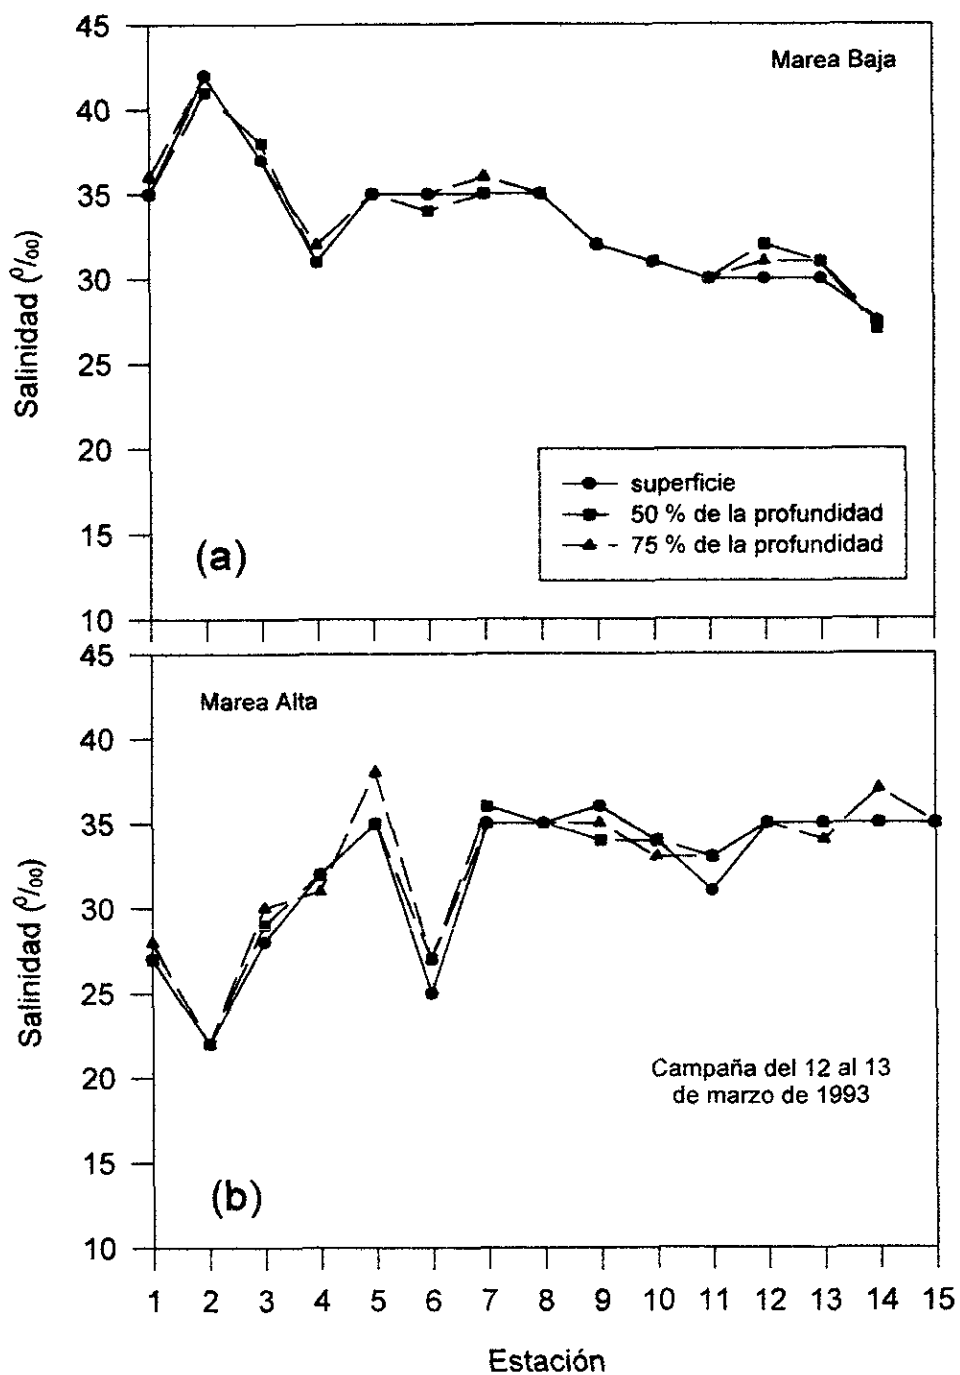 45
Marea Baja
40
35
30
25
20
15
10
Salinidad (º/₀₀)
superficie
50 % de la profundidad
75 % de la profundidad
(a)
45
Marea Alta
40
35
30
25
20
15
10
Salinidad (º/₀₀)
Campaña del 12 al 13
de marzo de 1993
(b)
1 2 3 4 5 6 7 8 9 10 11 12 13 14 15
Estación